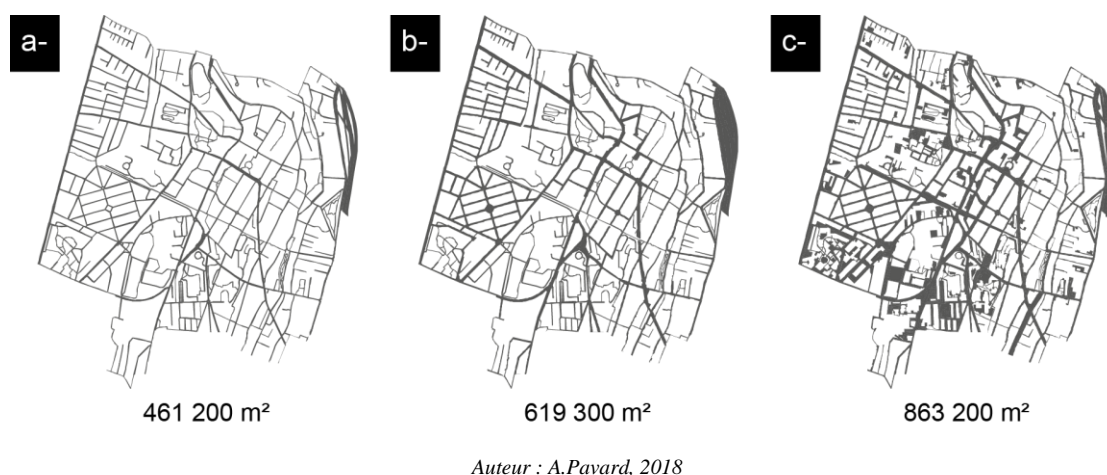 a-
b-
c-
461 200 m²
619 300 m²
863 200 m²
Auteur : A.Pavard, 2018